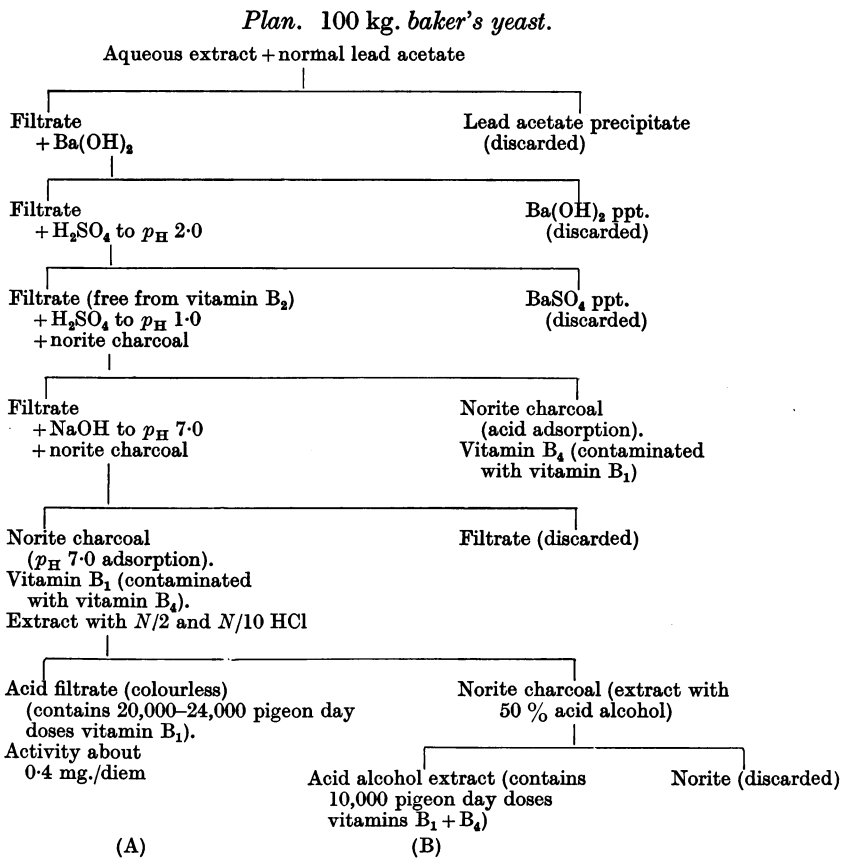 Plan. 100 kg. baker's yeast.
Aqueous extract + normal lead acetate
Filtrate
+ Ba(OH)₂
Lead acetate precipitate
(discarded)
Filtrate
+ H₂SO₄ to pH 2·0
Ba(OH)₂ ppt.
(discarded)
Filtrate (free from vitamin B₂)
+ H₂SO₄ to pH 1·0
+ norite charcoal
BaSO₄ ppt.
(discarded)
Filtrate
+ NaOH to pH 7·0
+ norite charcoal
Norite charcoal
(acid adsorption).
Vitamin B₄ (contaminated
with vitamin B₁)
Norite charcoal
(pH 7·0 adsorption).
Vitamin B₁ (contaminated
with vitamin B₄).
Extract with N/2 and N/10 HCl
Filtrate (discarded)
Acid filtrate (colourless)
(contains 20,000–24,000 pigeon day
doses vitamin B₁).
Activity about
0·4 mg./diem
Norite charcoal (extract with
50 % acid alcohol)
Acid alcohol extract (contains
10,000 pigeon day doses
vitamins B₁ + B₄)
Norite (discarded)
(A)
(B)